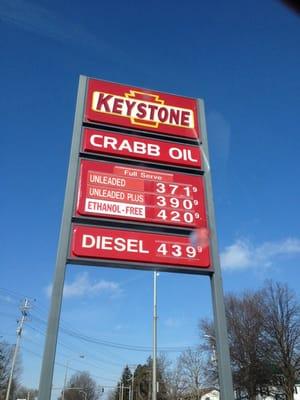 KEYSTONE
CRABB OIL
Full Serve
UNLEADED 371 9
UNLEADED PLUS 390 9
ETHANOL-FREE 420 9
DIESEL 439 9